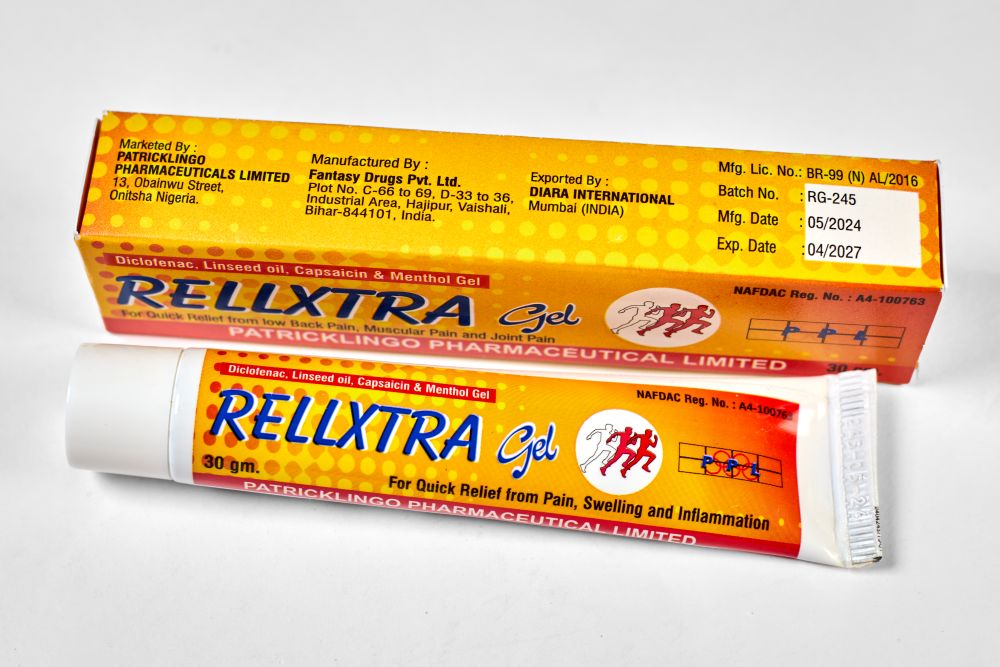 Marketed By :
PATRICKLINGO
PHARMACEUTICALS LIMITED
13, Obainwu Street,
Onitsha Nigeria.
Manufactured By :
Fantasy Drugs Pvt. Ltd.
Plot No. C-66 to 69, D-33 to 36,
Industrial Area, Hajipur, Vaishali,
Bihar-844101, India.
Exported By :
DIARA INTERNATIONAL
Mumbai (INDIA)
Mfg. Lic. No.: BR-99 (N) AL/2016
Batch No. : RG-245
Mfg. Date : 05/2024
Exp. Date : 04/2027
Diclofenac, Linseed oil, Capsaicin & Menthol Gel
RELLXTRA Gel
For Quick Relief from low Back Pain, Muscular Pain and Joint Pain
PATRICKLINGO PHARMACEUTICAL LIMITED
NAFDAC Reg. No. : A4-100763
P P L
30
Diclofenac, Linseed oil, Capsaicin & Menthol Gel
RELLXTRA Gel
30 gm.
For Quick Relief from Pain, Swelling and Inflammation
PATRICKLINGO PHARMACEUTICAL LIMITED
NAFDAC Reg. No. : A4-100763
P P L